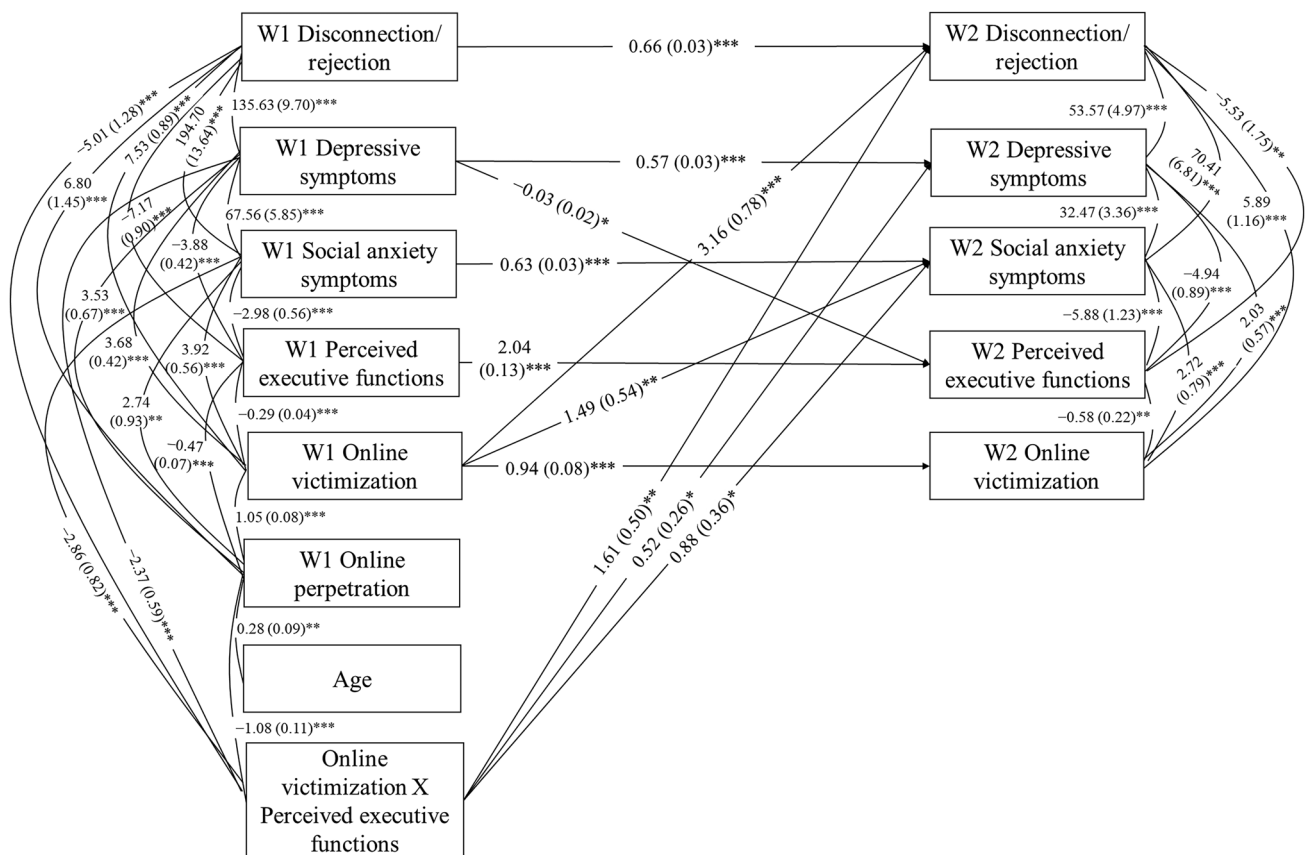 W1 Disconnection/
rejection
0.66 (0.03)***
W2 Disconnection/
rejection
−5.01 (1.28)***
7.53 (0.89)***
194.70
(13.64)***
135.63 (9.70)***
53.57 (4.97)***
−5.53 (1.75)**
W1 Depressive
symptoms
0.57 (0.03)***
W2 Depressive
symptoms
70.41
(6.81)***
6.80
(1.45)***
−7.17
(0.90)***
−0.03 (0.02)*
3.16 (0.78)***
5.89
(1.16)***
67.56 (5.85)***
32.47 (3.36)***
−3.88
(0.42)***
W1 Social anxiety
symptoms
0.63 (0.03)***
W2 Social anxiety
symptoms
−4.94
(0.89)***
3.53
(0.67)***
−2.98 (0.56)***
−5.88 (1.23)***
2.03
(0.57)***
3.68
(0.42)***
3.92
(0.56)***
W1 Perceived
executive functions
2.04
(0.13)***
W2 Perceived
executive functions
2.72
(0.79)***
2.74
(0.93)**
−0.29 (0.04)***
1.49 (0.54)**
−0.58 (0.22)**
−0.47
(0.07)***
W1 Online
victimization
0.94 (0.08)***
W2 Online
victimization
1.05 (0.08)***
1.61 (0.50)**
0.52 (0.26)*
0.88 (0.36)*
−2.86 (0.82)***
−2.37 (0.59)***
W1 Online
perpetration
0.28 (0.09)**
Age
−1.08 (0.11)***
Online
victimization X
Perceived executive
functions